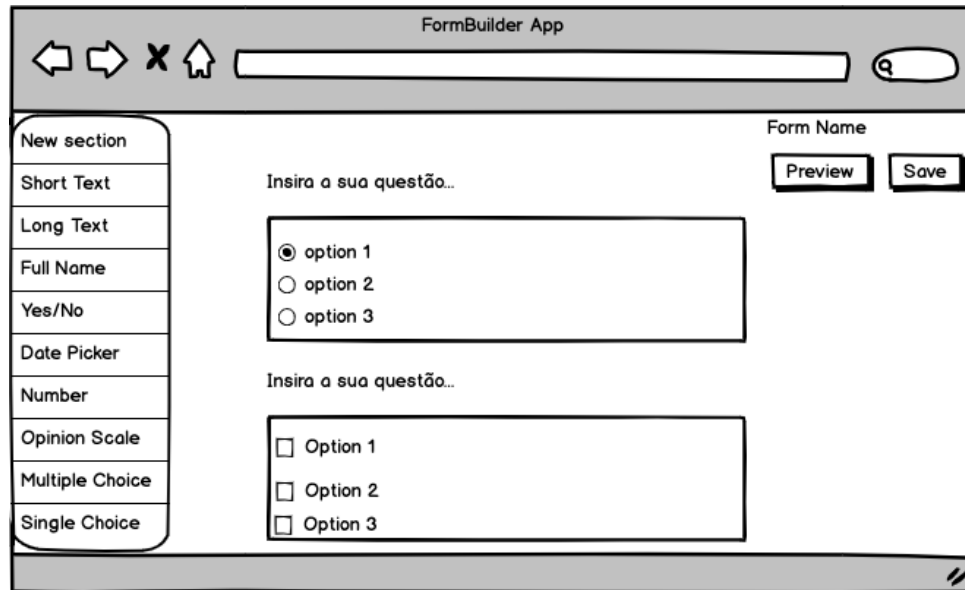 FormBuilder App
New section
Short Text
Long Text
Full Name
Yes/No
Date Picker
Number
Opinion Scale
Multiple Choice
Single Choice
Form Name
Preview
Save
Insira a sua questão...
option 1
option 2
option 3
Insira a sua questão...
Option 1
Option 2
Option 3